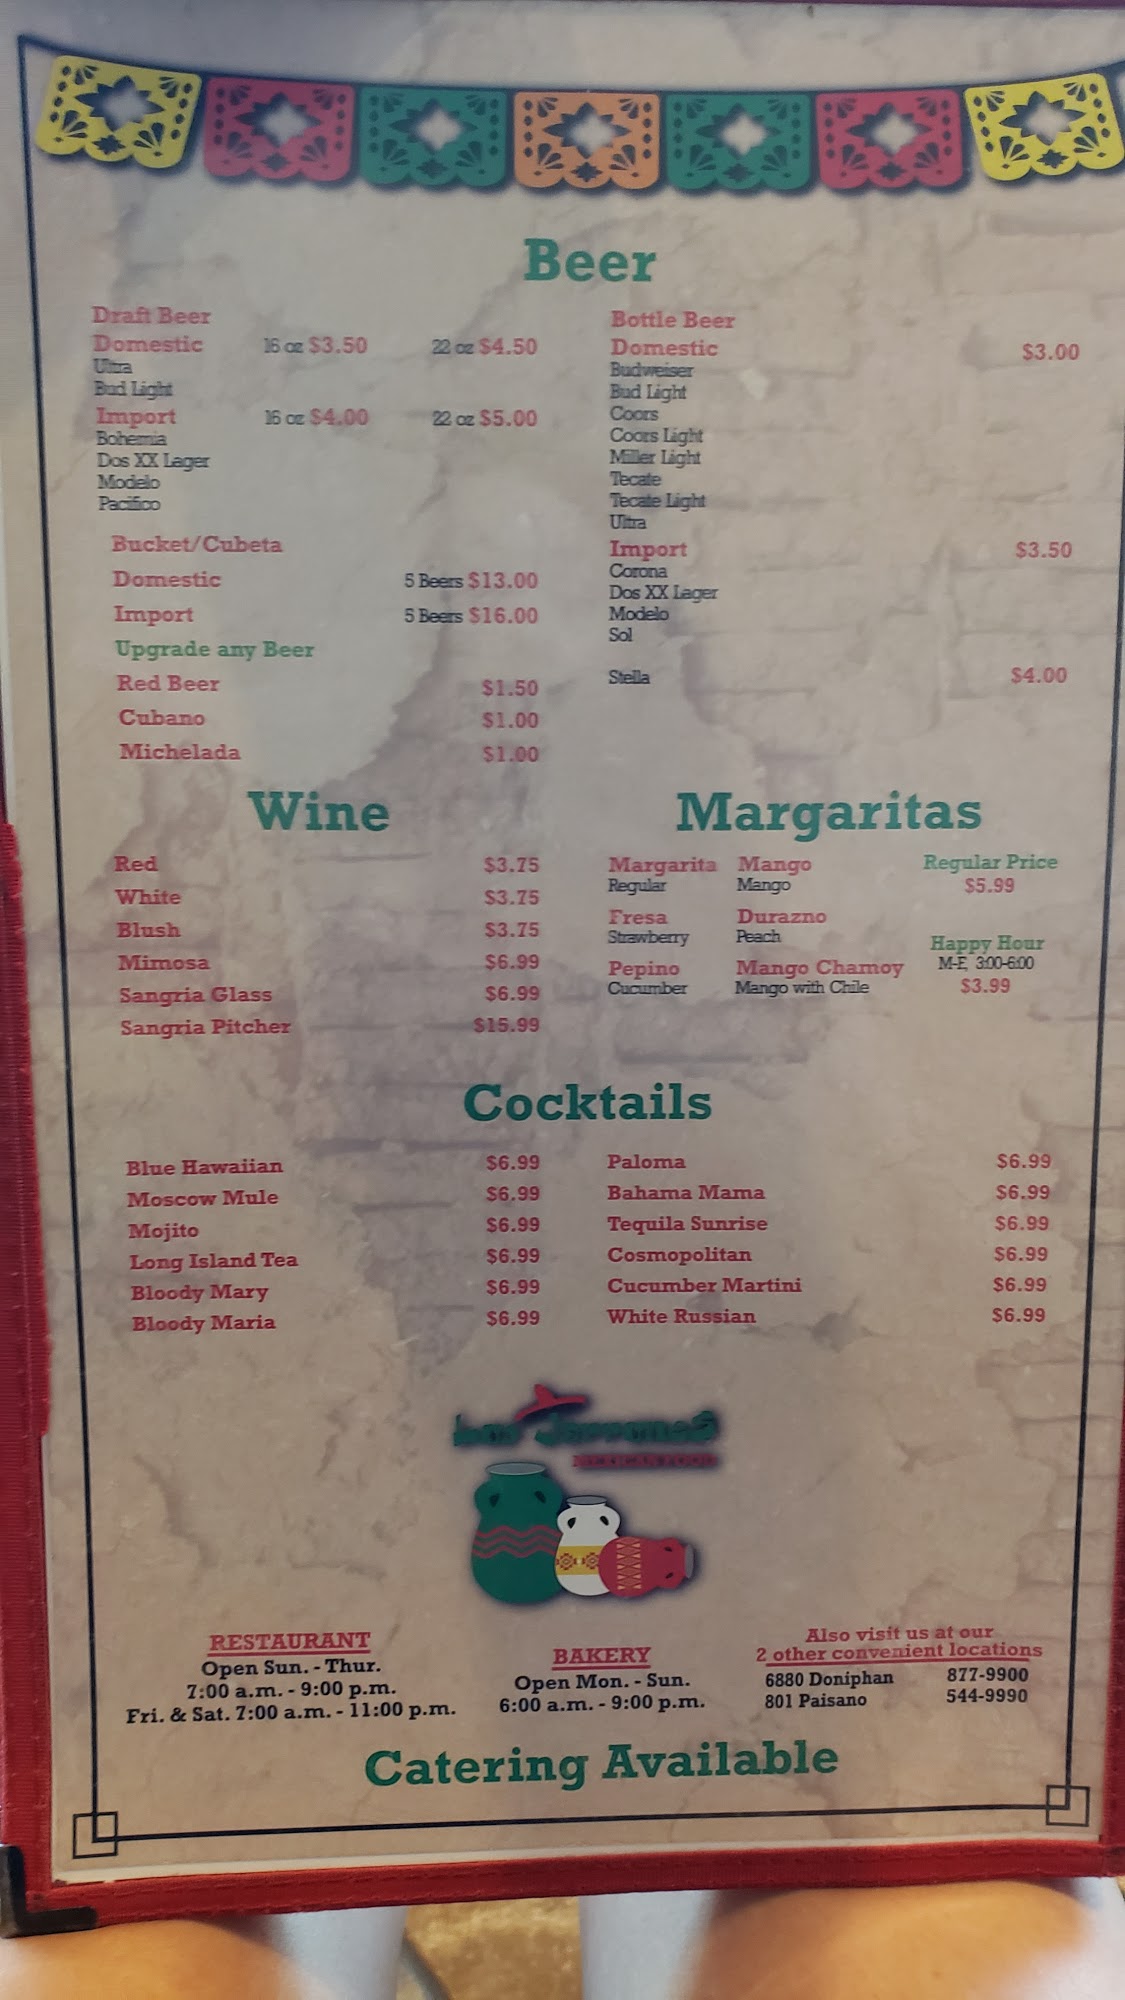 Beer
Draft Beer
Domestic 16 oz $3.50 22 oz $4.50
Ultra
Bud Light
Import 16 oz $4.00 22 oz $5.00
Bohemia
Dos XX Lager
Modelo
Pacifico
Bucket/Cubeta
Domestic 5 Beers $13.00
Import 5 Beers $16.00
Upgrade any Beer
Red Beer $1.50
Cubano $1.00
Michelada $1.00
Bottle Beer
Domestic $3.00
Budweiser
Bud Light
Coors
Coors Light
Miller Light
Tecate
Tecate Light
Ultra
Import $3.50
Corona
Dos XX Lager
Modelo
Sol
Stella $4.00
Wine
Red $3.75
White $3.75
Blush $3.75
Mimosa $6.99
Sangria Glass $6.99
Sangria Pitcher $15.99
Margaritas
Margarita Mango Regular Price
Regular Mango $5.99
Fresa Durazno
Strawberry Peach
Happy Hour
Pepino Mango Chamoy M-F, 3:00-6:00
Cucumber Mango with Chile $3.99
Cocktails
Blue Hawaiian $6.99
Moscow Mule $6.99
Mojito $6.99
Long Island Tea $6.99
Bloody Mary $6.99
Bloody Maria $6.99
Paloma $6.99
Bahama Mama $6.99
Tequila Sunrise $6.99
Cosmopolitan $6.99
Cucumber Martini $6.99
White Russian $6.99
MEXICAN FOOD
RESTAURANT
Open Sun. - Thur.
7:00 a.m. - 9:00 p.m.
Fri. & Sat. 7:00 a.m. - 11:00 p.m.
BAKERY
Open Mon. - Sun.
6:00 a.m. - 9:00 p.m.
Also visit us at our
2 other convenient locations
6880 Doniphan 877-9900
801 Paisano 544-9990
Catering Available